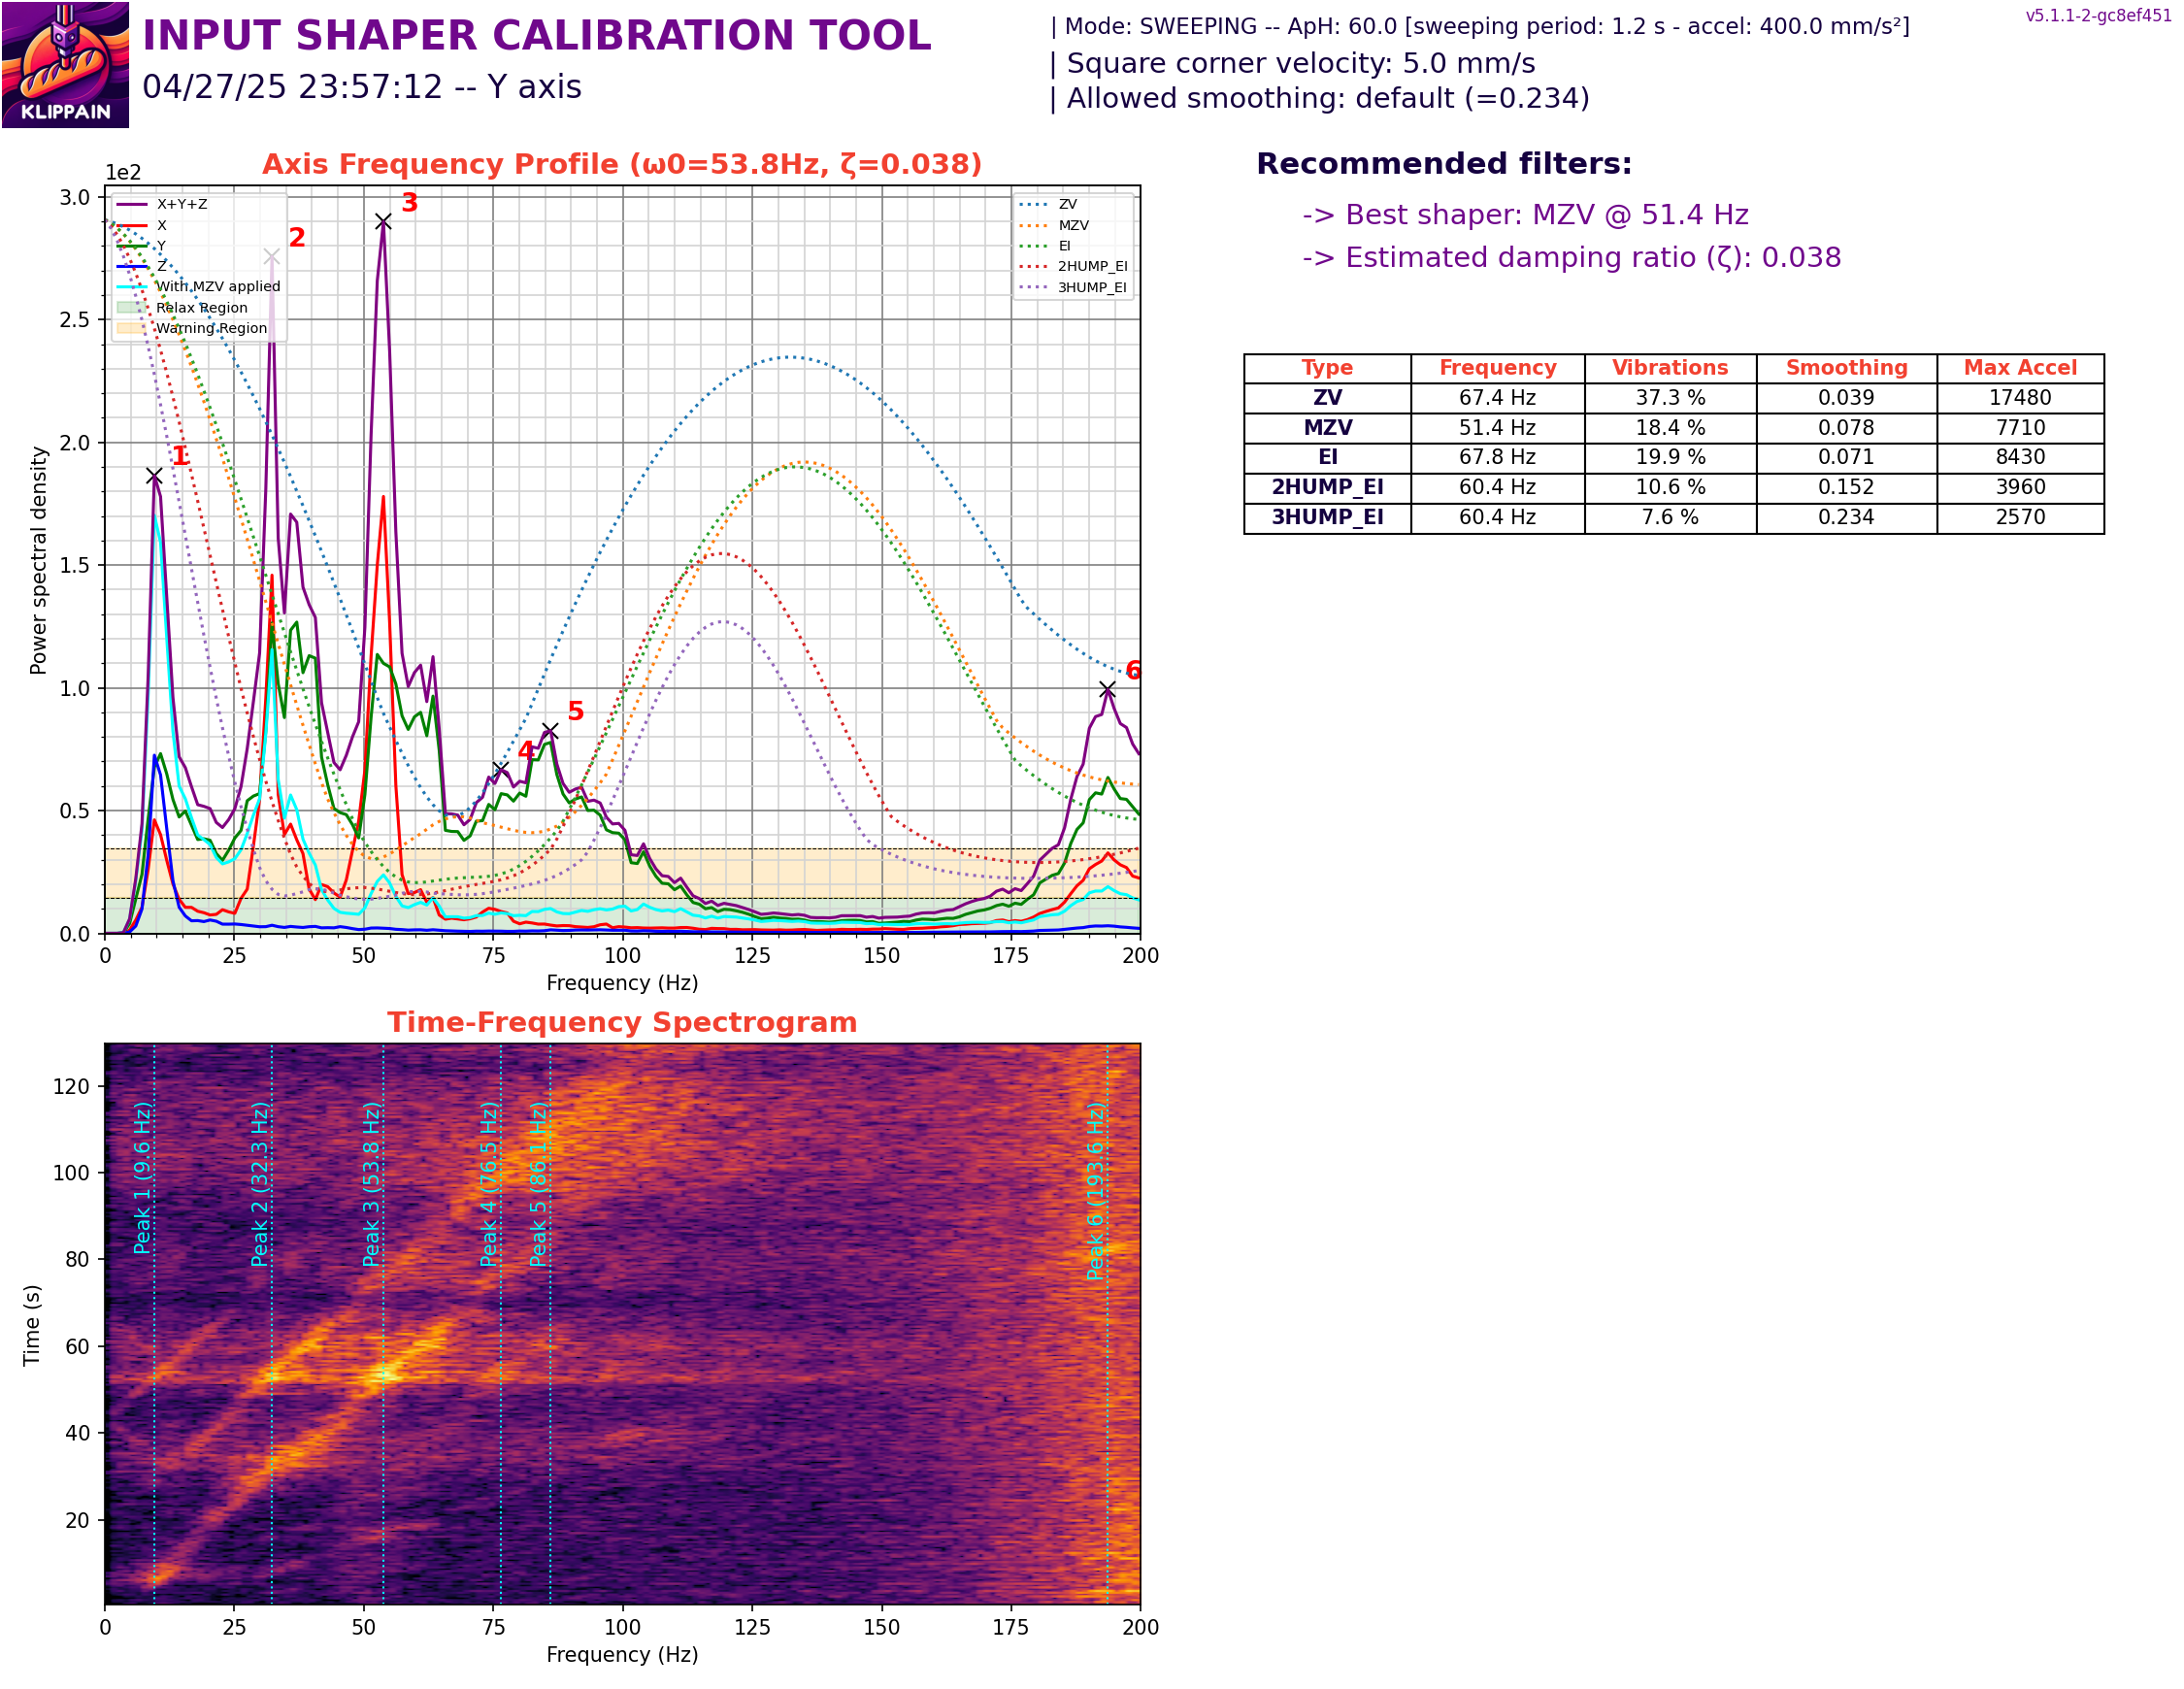 KLIPPAIN
INPUT SHAPER CALIBRATION TOOL
04/27/25 23:57:12 -- Y axis
| Mode: SWEEPING -- ApH: 60.0 [sweeping period: 1.2 s - accel: 400.0 mm/s²]
| Square corner velocity: 5.0 mm/s
| Allowed smoothing: default (=0.234)
v5.1.1-2-gc8ef451
Axis Frequency Profile (ω0=53.8Hz, ζ=0.038)
1e2
3.0
2.5
2.0
1.5
1.0
0.5
0.0
Power spectral density
X+Y+Z
X
Y
Z
With MZV applied
Relax Region
Warning Region
ZV
MZV
EI
2HUMP_EI
3HUMP_EI
1
2
3
4
5
6
0 25 50 75 100 125 150 175 200
Frequency (Hz)
Recommended filters:
-> Best shaper: MZV @ 51.4 Hz
-> Estimated damping ratio (ζ): 0.038
Type Frequency Vibrations Smoothing Max Accel
ZV 67.4 Hz 37.3 % 0.039 17480
MZV 51.4 Hz 18.4 % 0.078 7710
EI 67.8 Hz 19.9 % 0.071 8430
2HUMP_EI 60.4 Hz 10.6 % 0.152 3960
3HUMP_EI 60.4 Hz 7.6 % 0.234 2570
Time-Frequency Spectrogram
120
100
80
60
40
20
Time (s)
Peak 1 (9.6 Hz)
Peak 2 (32.3 Hz)
Peak 3 (53.8 Hz)
Peak 4 (76.5 Hz)
Peak 5 (86.1 Hz)
Peak 6 (193.6 Hz)
0 25 50 75 100 125 150 175 200
Frequency (Hz)